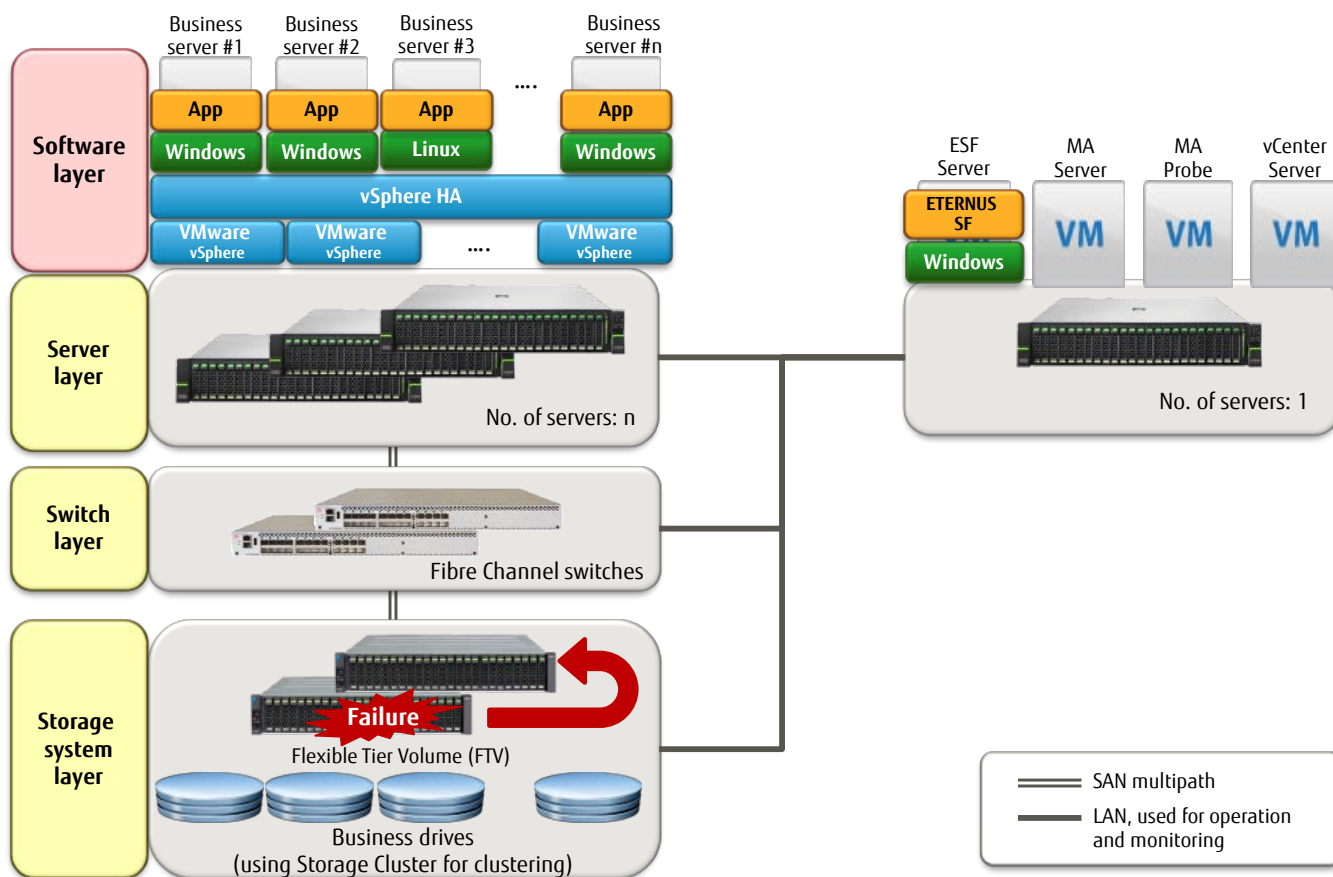 Business
server #1
Business
server #2
Business
server #3
....
Business
server #n
App
App
App
App
Windows
Windows
Linux
Windows
Software
layer
vSphere HA
VMware
vSphere
VMware
vSphere
....
VMware
vSphere
ESF
Server
MA
Server
MA
Probe
vCenter
Server
ETERNUS
SF
Windows
VM
VM
VM
Server
layer
No. of servers: n
No. of servers: 1
Switch
layer
Fibre Channel switches
Storage
system
layer
Failure
Flexible Tier Volume (FTV)
Business drives
(using Storage Cluster for clustering)
SAN multipath
LAN, used for operation
and monitoring